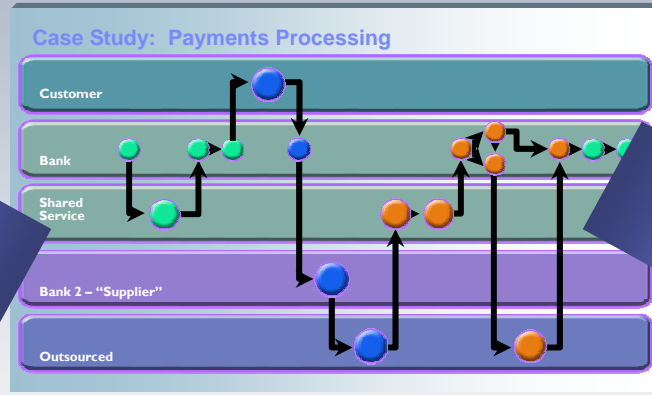 Case Study:  Payments Processing
Customer
Bank
Shared
Service
Bank 2 – “Supplier”
Outsourced